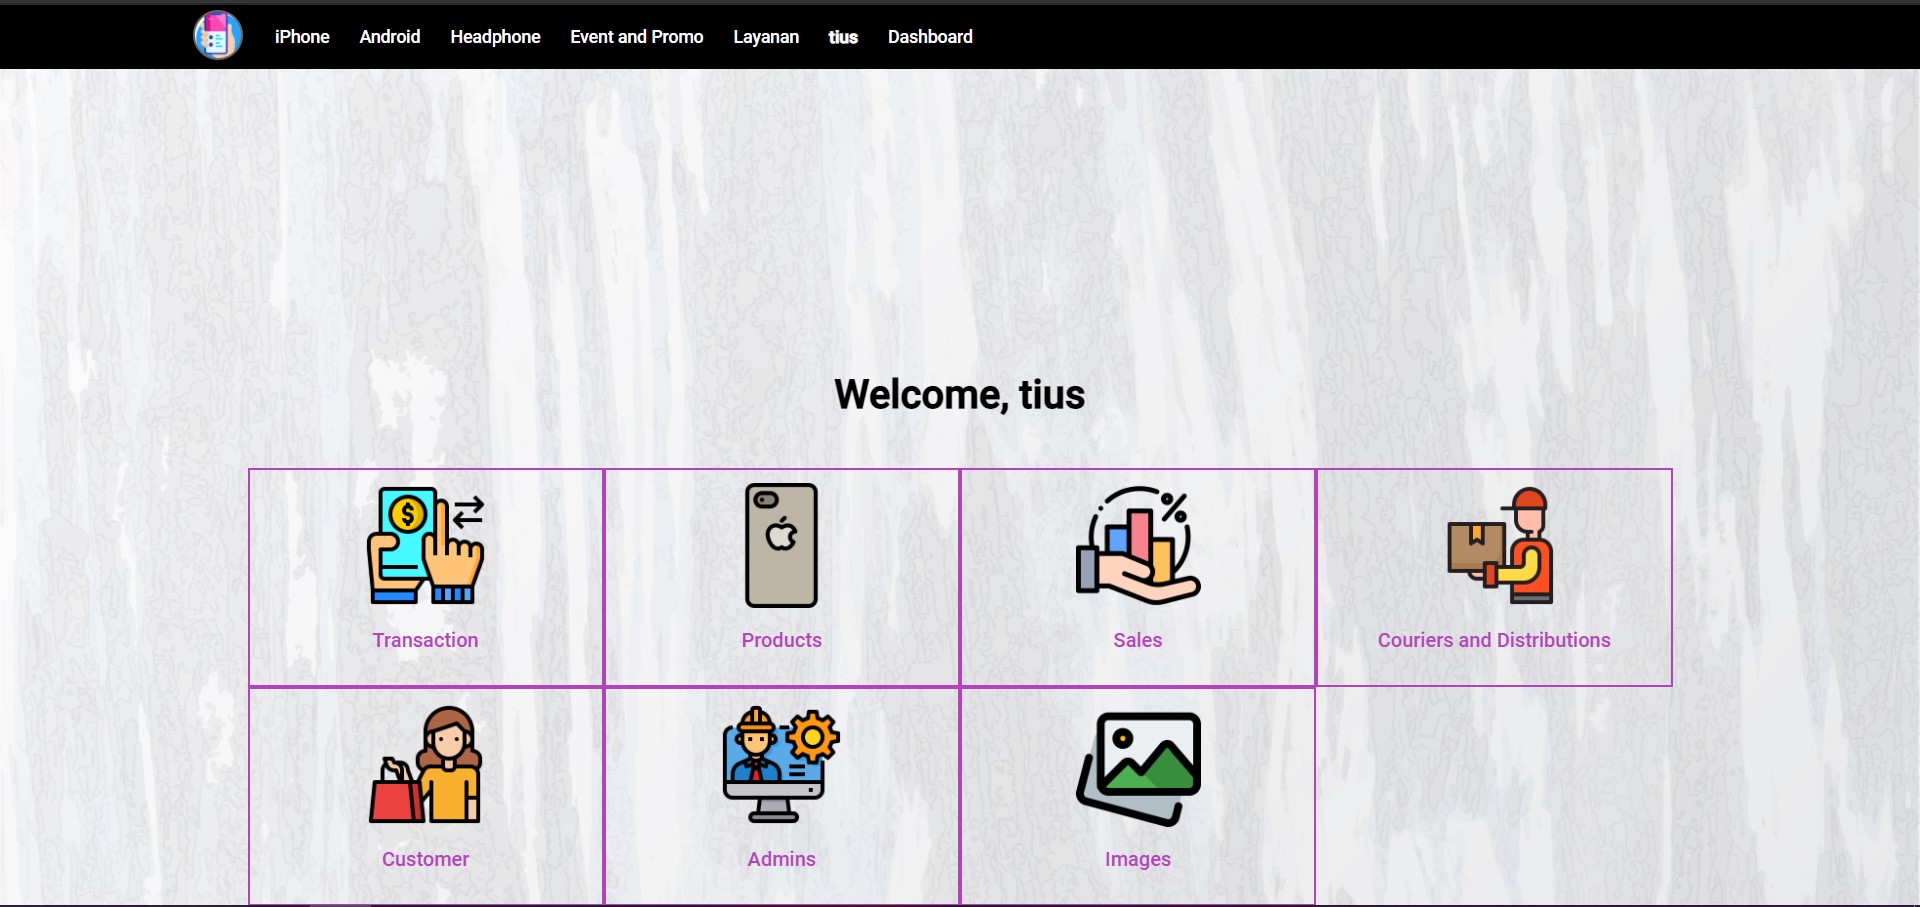 iPhone Android Headphone Event and Promo Layanan tius Dashboard
Welcome, tius
$ %
Transaction Products Sales Couriers and Distributions
Customer Admins Images